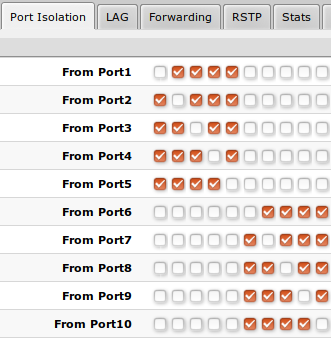 Port Isolation LAG Forwarding RSTP Stats
From Port1
From Port2
From Port3
From Port4
From Port5
From Port6
From Port7
From Port8
From Port9
From Port10